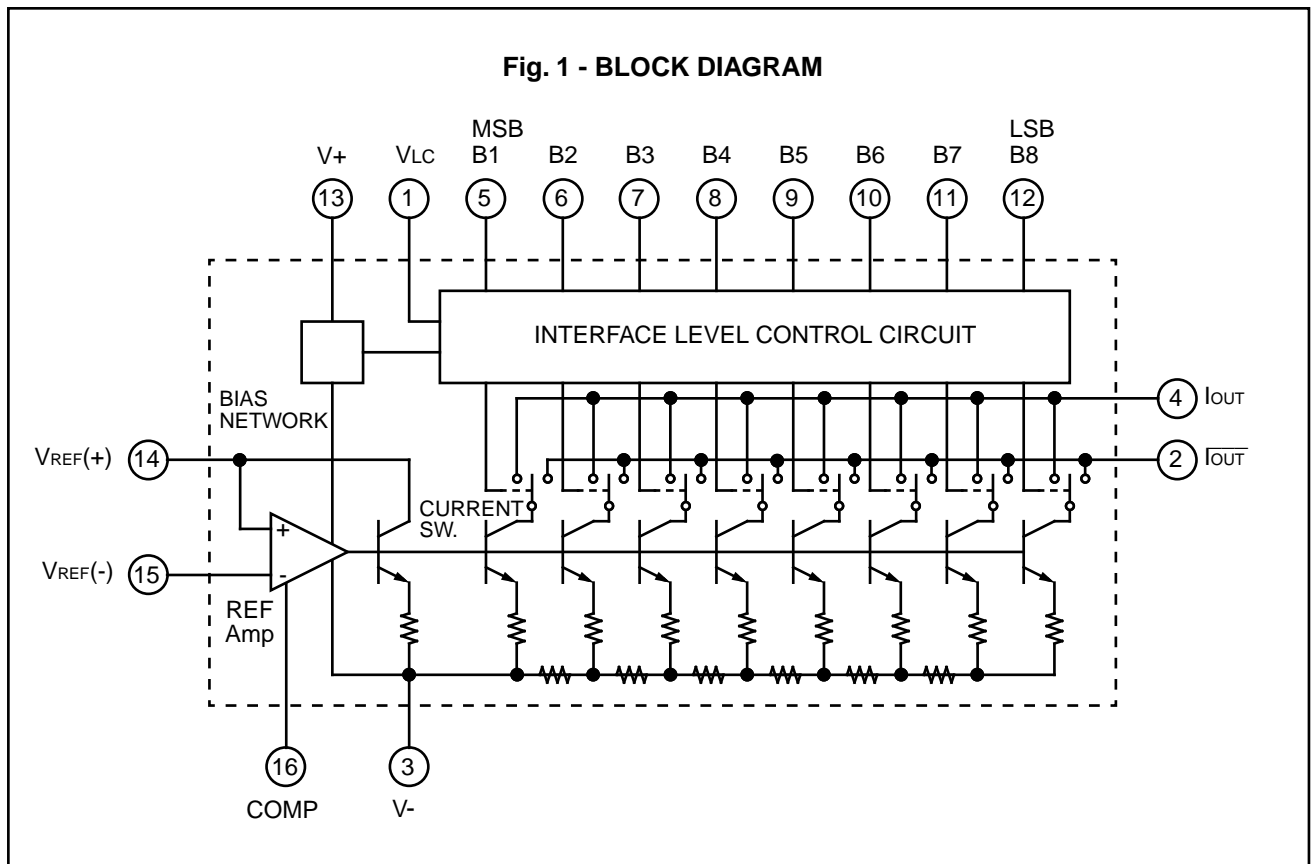 Fig. 1 - BLOCK DIAGRAM
MSB LSB
V+ VLC B1 B2 B3 B4 B5 B6 B7 B8
13 1 5 6 7 8 9 10 11 12
INTERFACE LEVEL CONTROL CIRCUIT
BIAS
NETWORK
4 IOUT
VREF(+) 14
2 I̅O̅U̅T̅
CURRENT
SW.
+
VREF(-) 15 -
REF
Amp
16 3
COMP V-